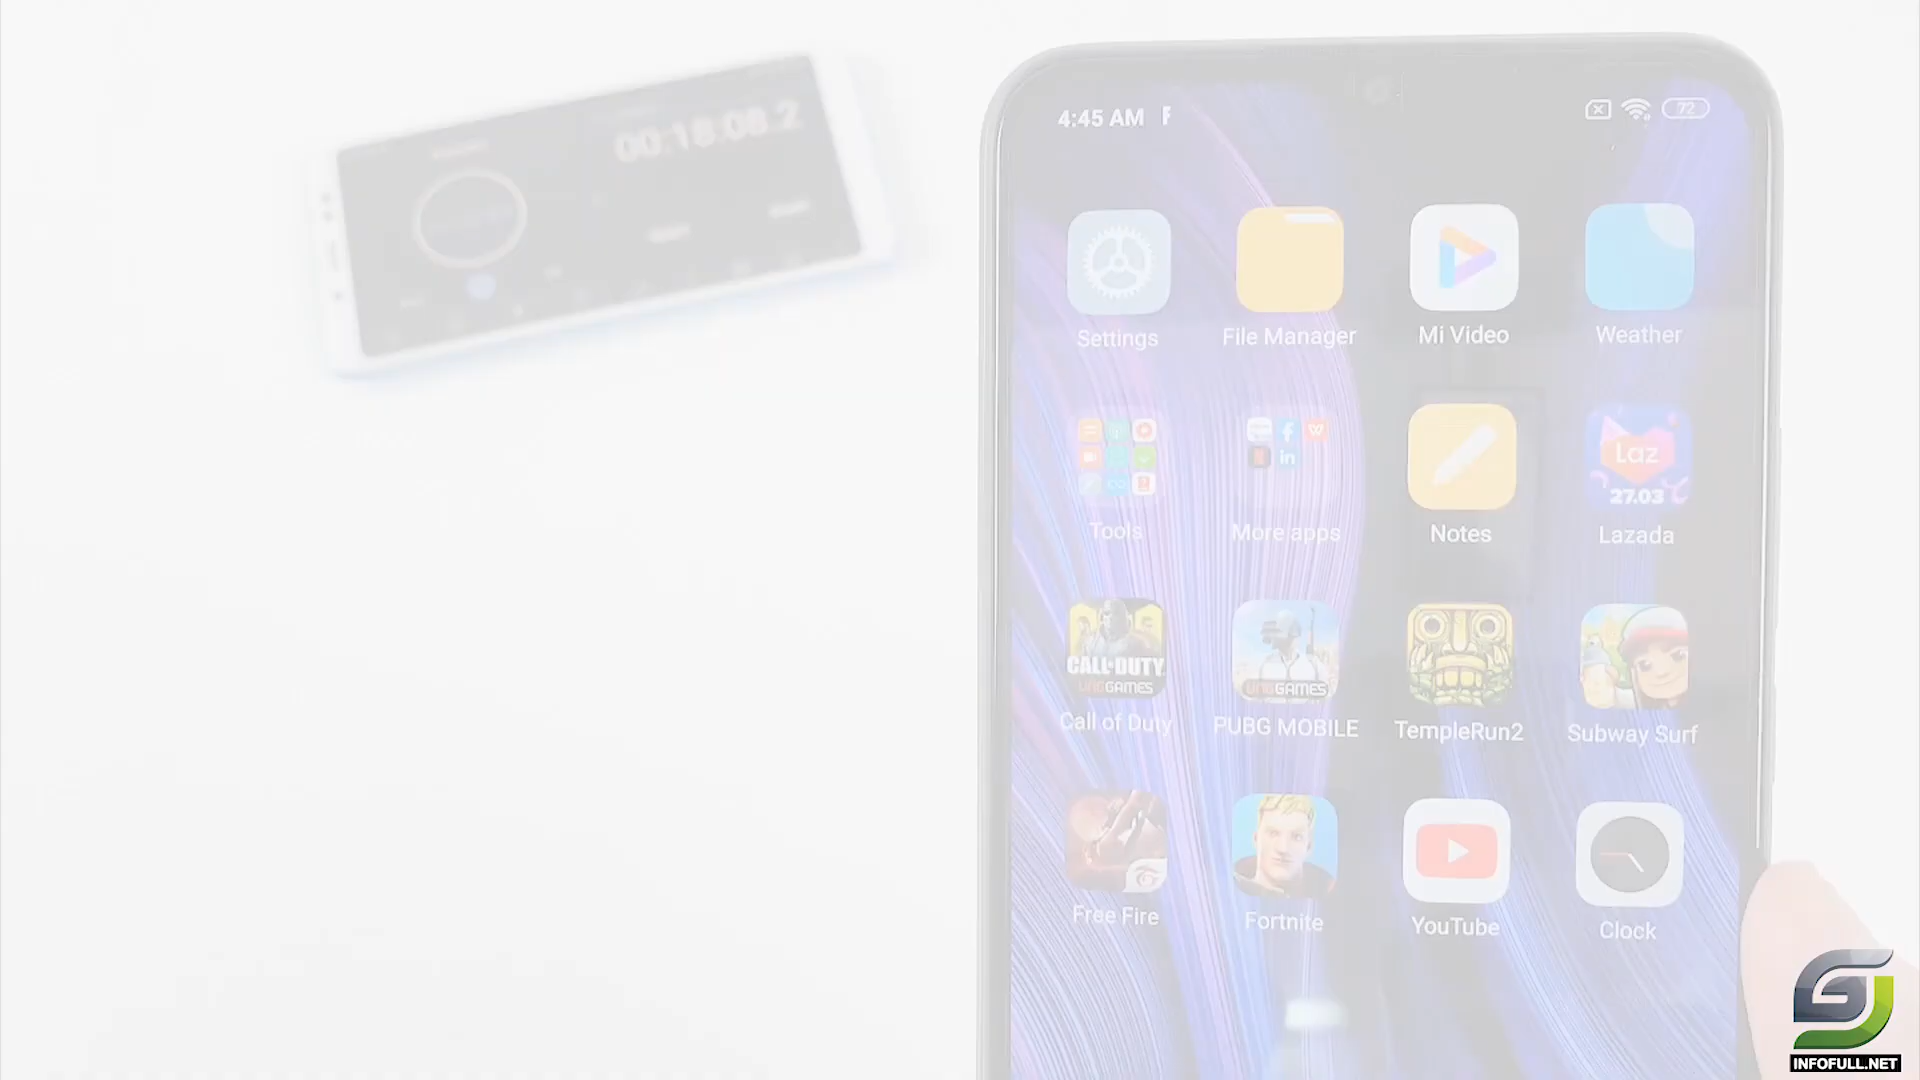 00:18:08.2
4:45 AM
72
Settings
File Manager
Mi Video
Weather
Tools
More apps
Notes
Laz
27.03
Lazada
CALL OF DUTY
GAMES
Call of Duty
GAMES
PUBG MOBILE
TempleRun2
Subway Surf
Free Fire
Fortnite
YouTube
Clock
INFOFULL.NET